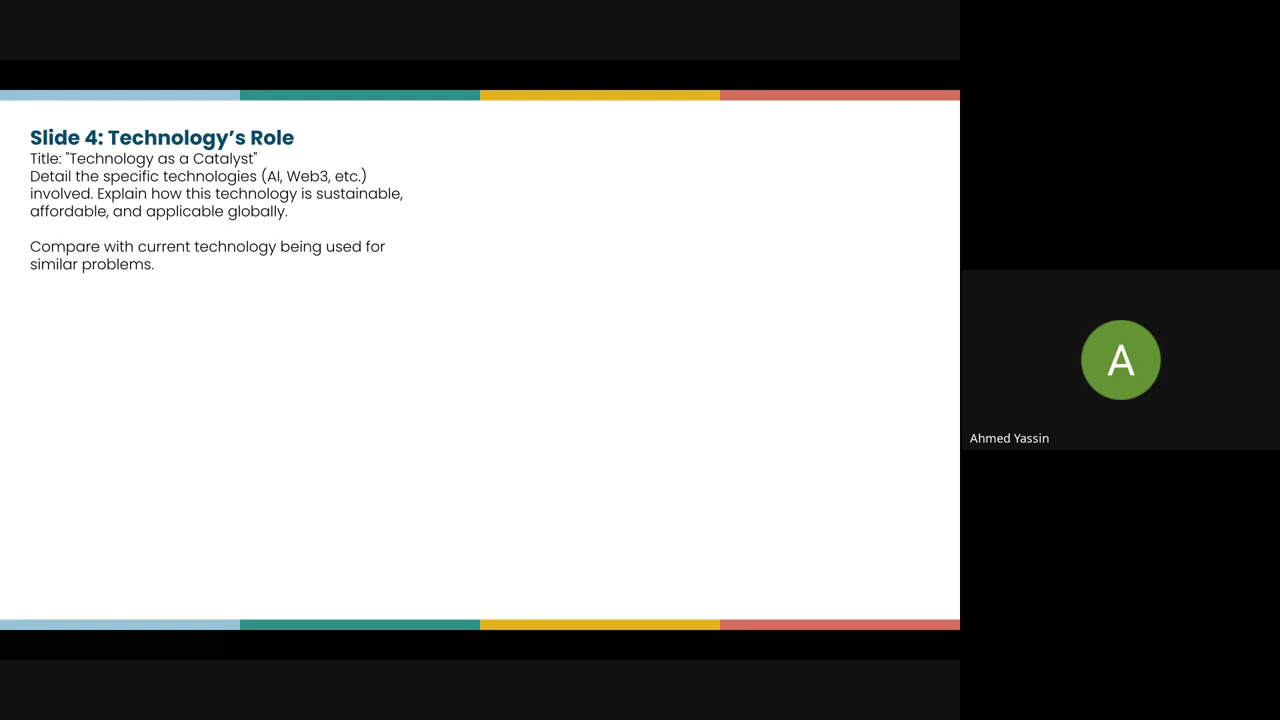 Slide 4: Technology’s Role
Title: "Technology as a Catalyst"
Detail the specific technologies (AI, Web3, etc.)
involved. Explain how this technology is sustainable,
affordable, and applicable globally.
Compare with current technology being used for
similar problems.
A
Ahmed Yassin